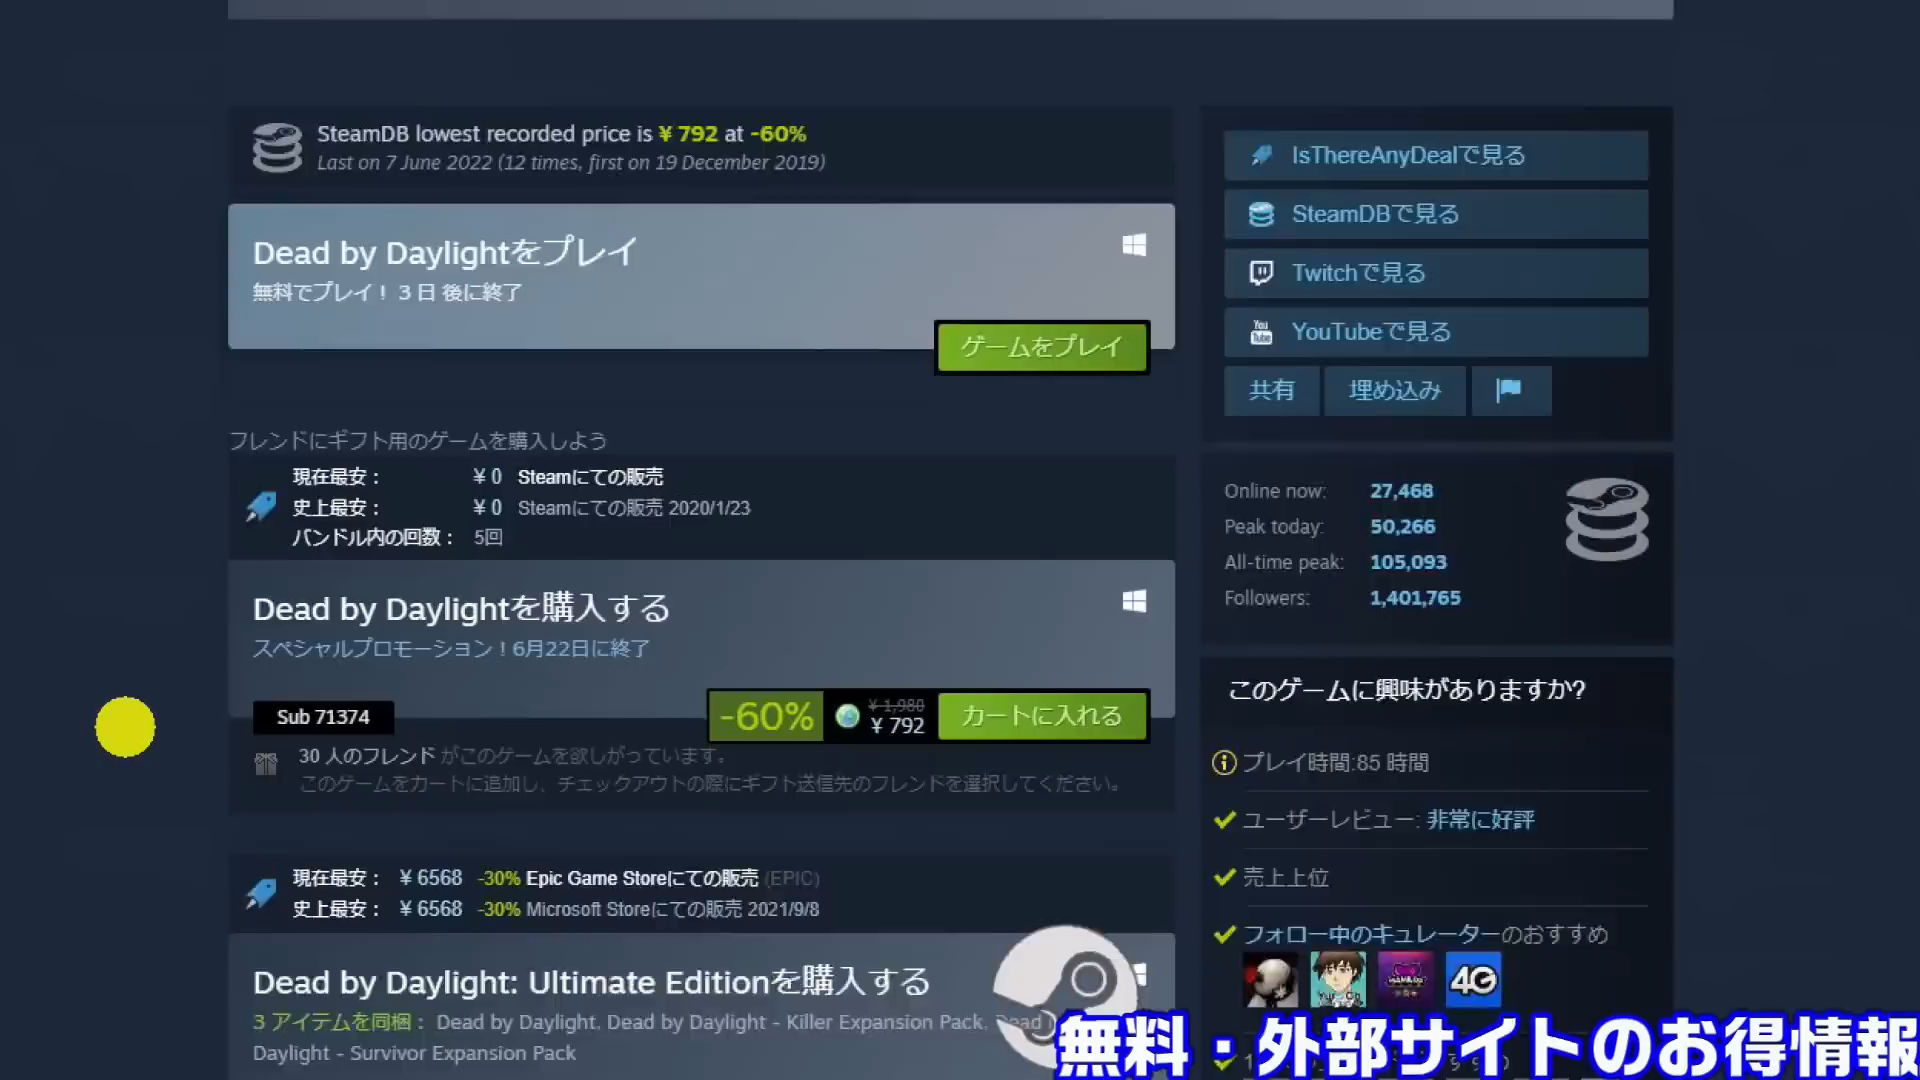 SteamDB lowest recorded price is ¥ 792 at -60%
Last on 7 June 2022 (12 times, first on 19 December 2019)
Dead by Daylightをプレイ
無料でプレイ！ 3 日 後に終了
ゲームをプレイ
フレンドにギフト用のゲームを購入しよう
現在最安： ¥ 0 Steamにての販売
史上最安： ¥ 0 Steamにての販売 2020/1/23
バンドル内の回数： 5回
Dead by Daylightを購入する
スペシャルプロモーション！6月22日に終了
Sub 71374
-60% ¥ 1,980 ¥ 792 カートに入れる
30 人のフレンド がこのゲームを欲しがっています。
このゲームをカートに追加し、チェックアウトの際にギフト送信先のフレンドを選択してください。
現在最安： ¥ 6568 -30% Epic Game Storeにての販売 (EPIC)
史上最安： ¥ 6568 -30% Microsoft Storeにての販売 2021/9/8
Dead by Daylight: Ultimate Editionを購入する
3 アイテムを同梱： Dead by Daylight, Dead by Daylight - Killer Expansion Pack, Dead
Daylight - Survivor Expansion Pack
IsThereAnyDealで見る
SteamDBで見る
Twitchで見る
YouTubeで見る
共有 埋め込み
Online now: 27,468
Peak today: 50,266
All-time peak: 105,093
Followers: 1,401,765
このゲームに興味がありますか?
プレイ時間:85 時間
ユーザーレビュー: 非常に好評
売上上位
フォロー中のキュレーターのおすすめ
4G
無料・外部サイトのお得情報